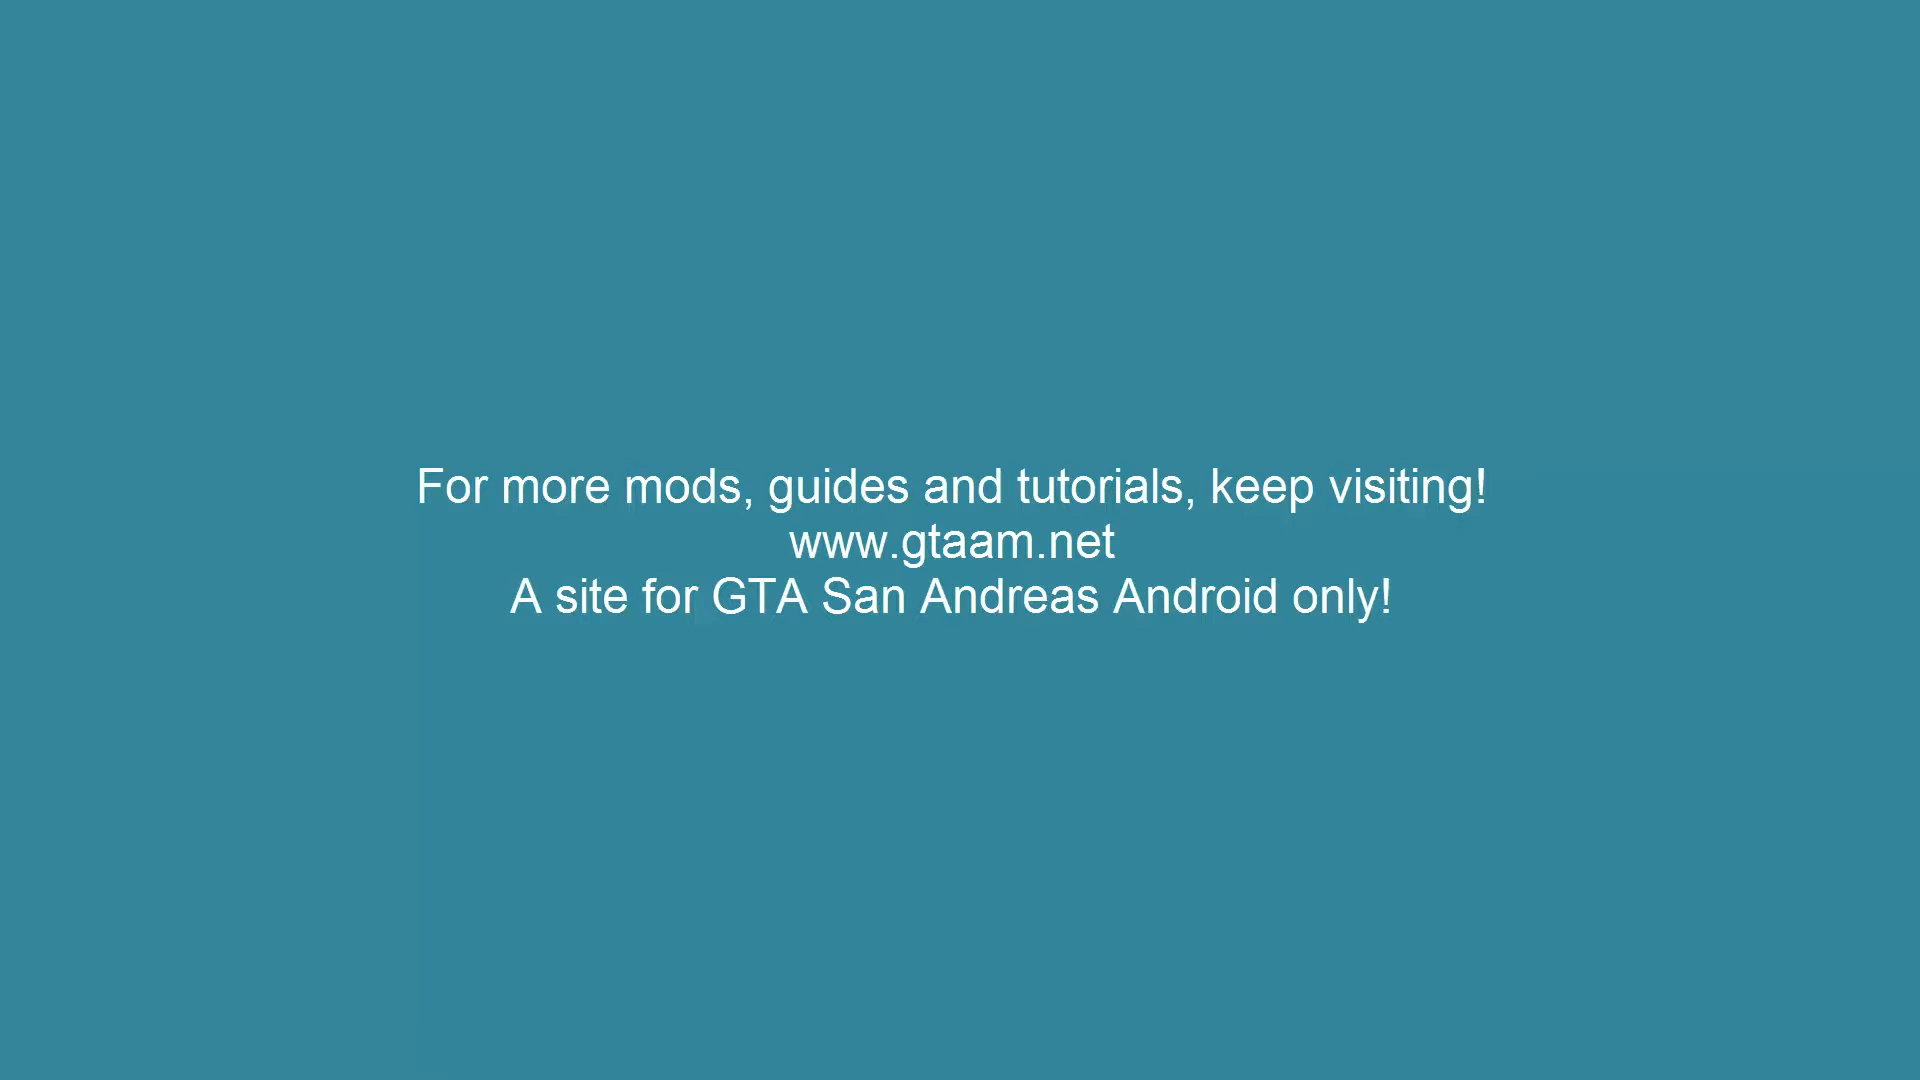 For more mods, guides and tutorials, keep visiting!
www.gtaam.net
A site for GTA San Andreas Android only!